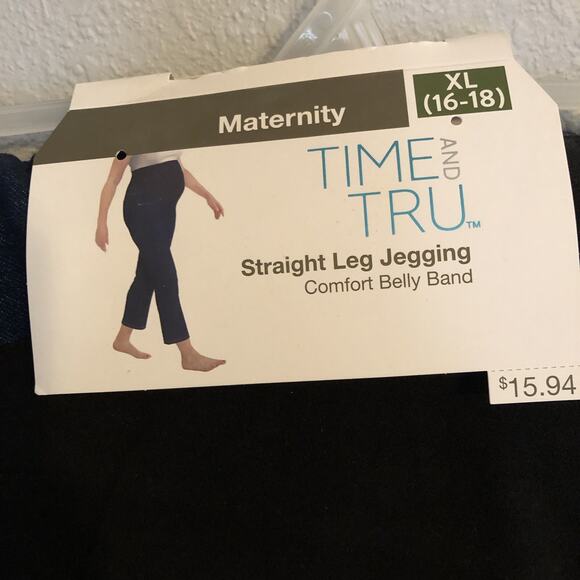 Maternity
XL
(16-18)
TIME AND
TRU™
Straight Leg Jegging
Comfort Belly Band
$15.94